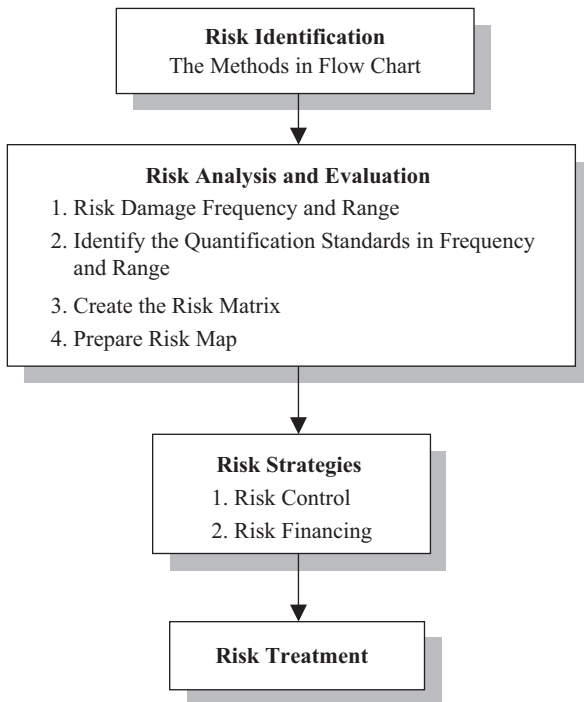 Risk Identification
The Methods in Flow Chart
Risk Analysis and Evaluation
1. Risk Damage Frequency and Range
2. Identify the Quantification Standards in Frequency
and Range
3. Create the Risk Matrix
4. Prepare Risk Map
Risk Strategies
1. Risk Control
2. Risk Financing
Risk Treatment